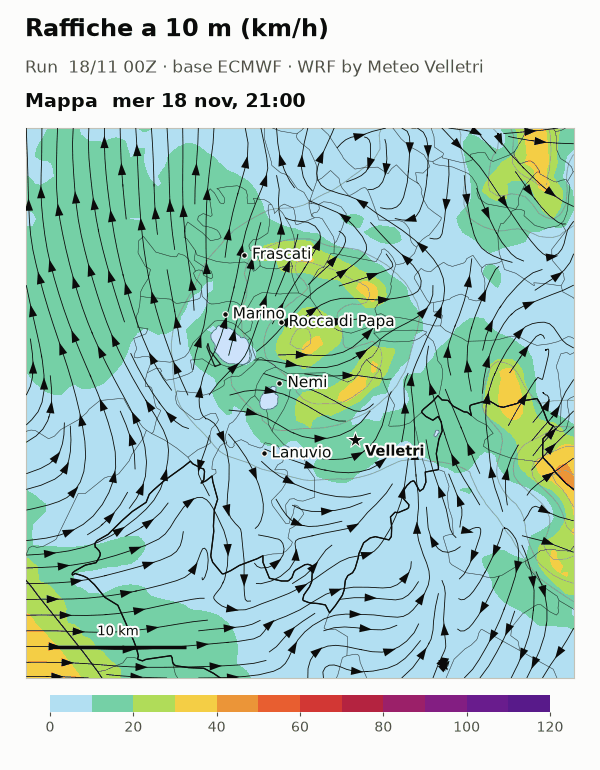 Raffiche a 10 m (km/h)
Run  18/11 00Z · base ECMWF · WRF by Meteo Velletri
Mappa  mer 18 nov, 21:00
Frascati
Marino
Rocca di Papa
Nemi
Velletri
Lanuvio
10 km
0 20 40 60 80 100 120